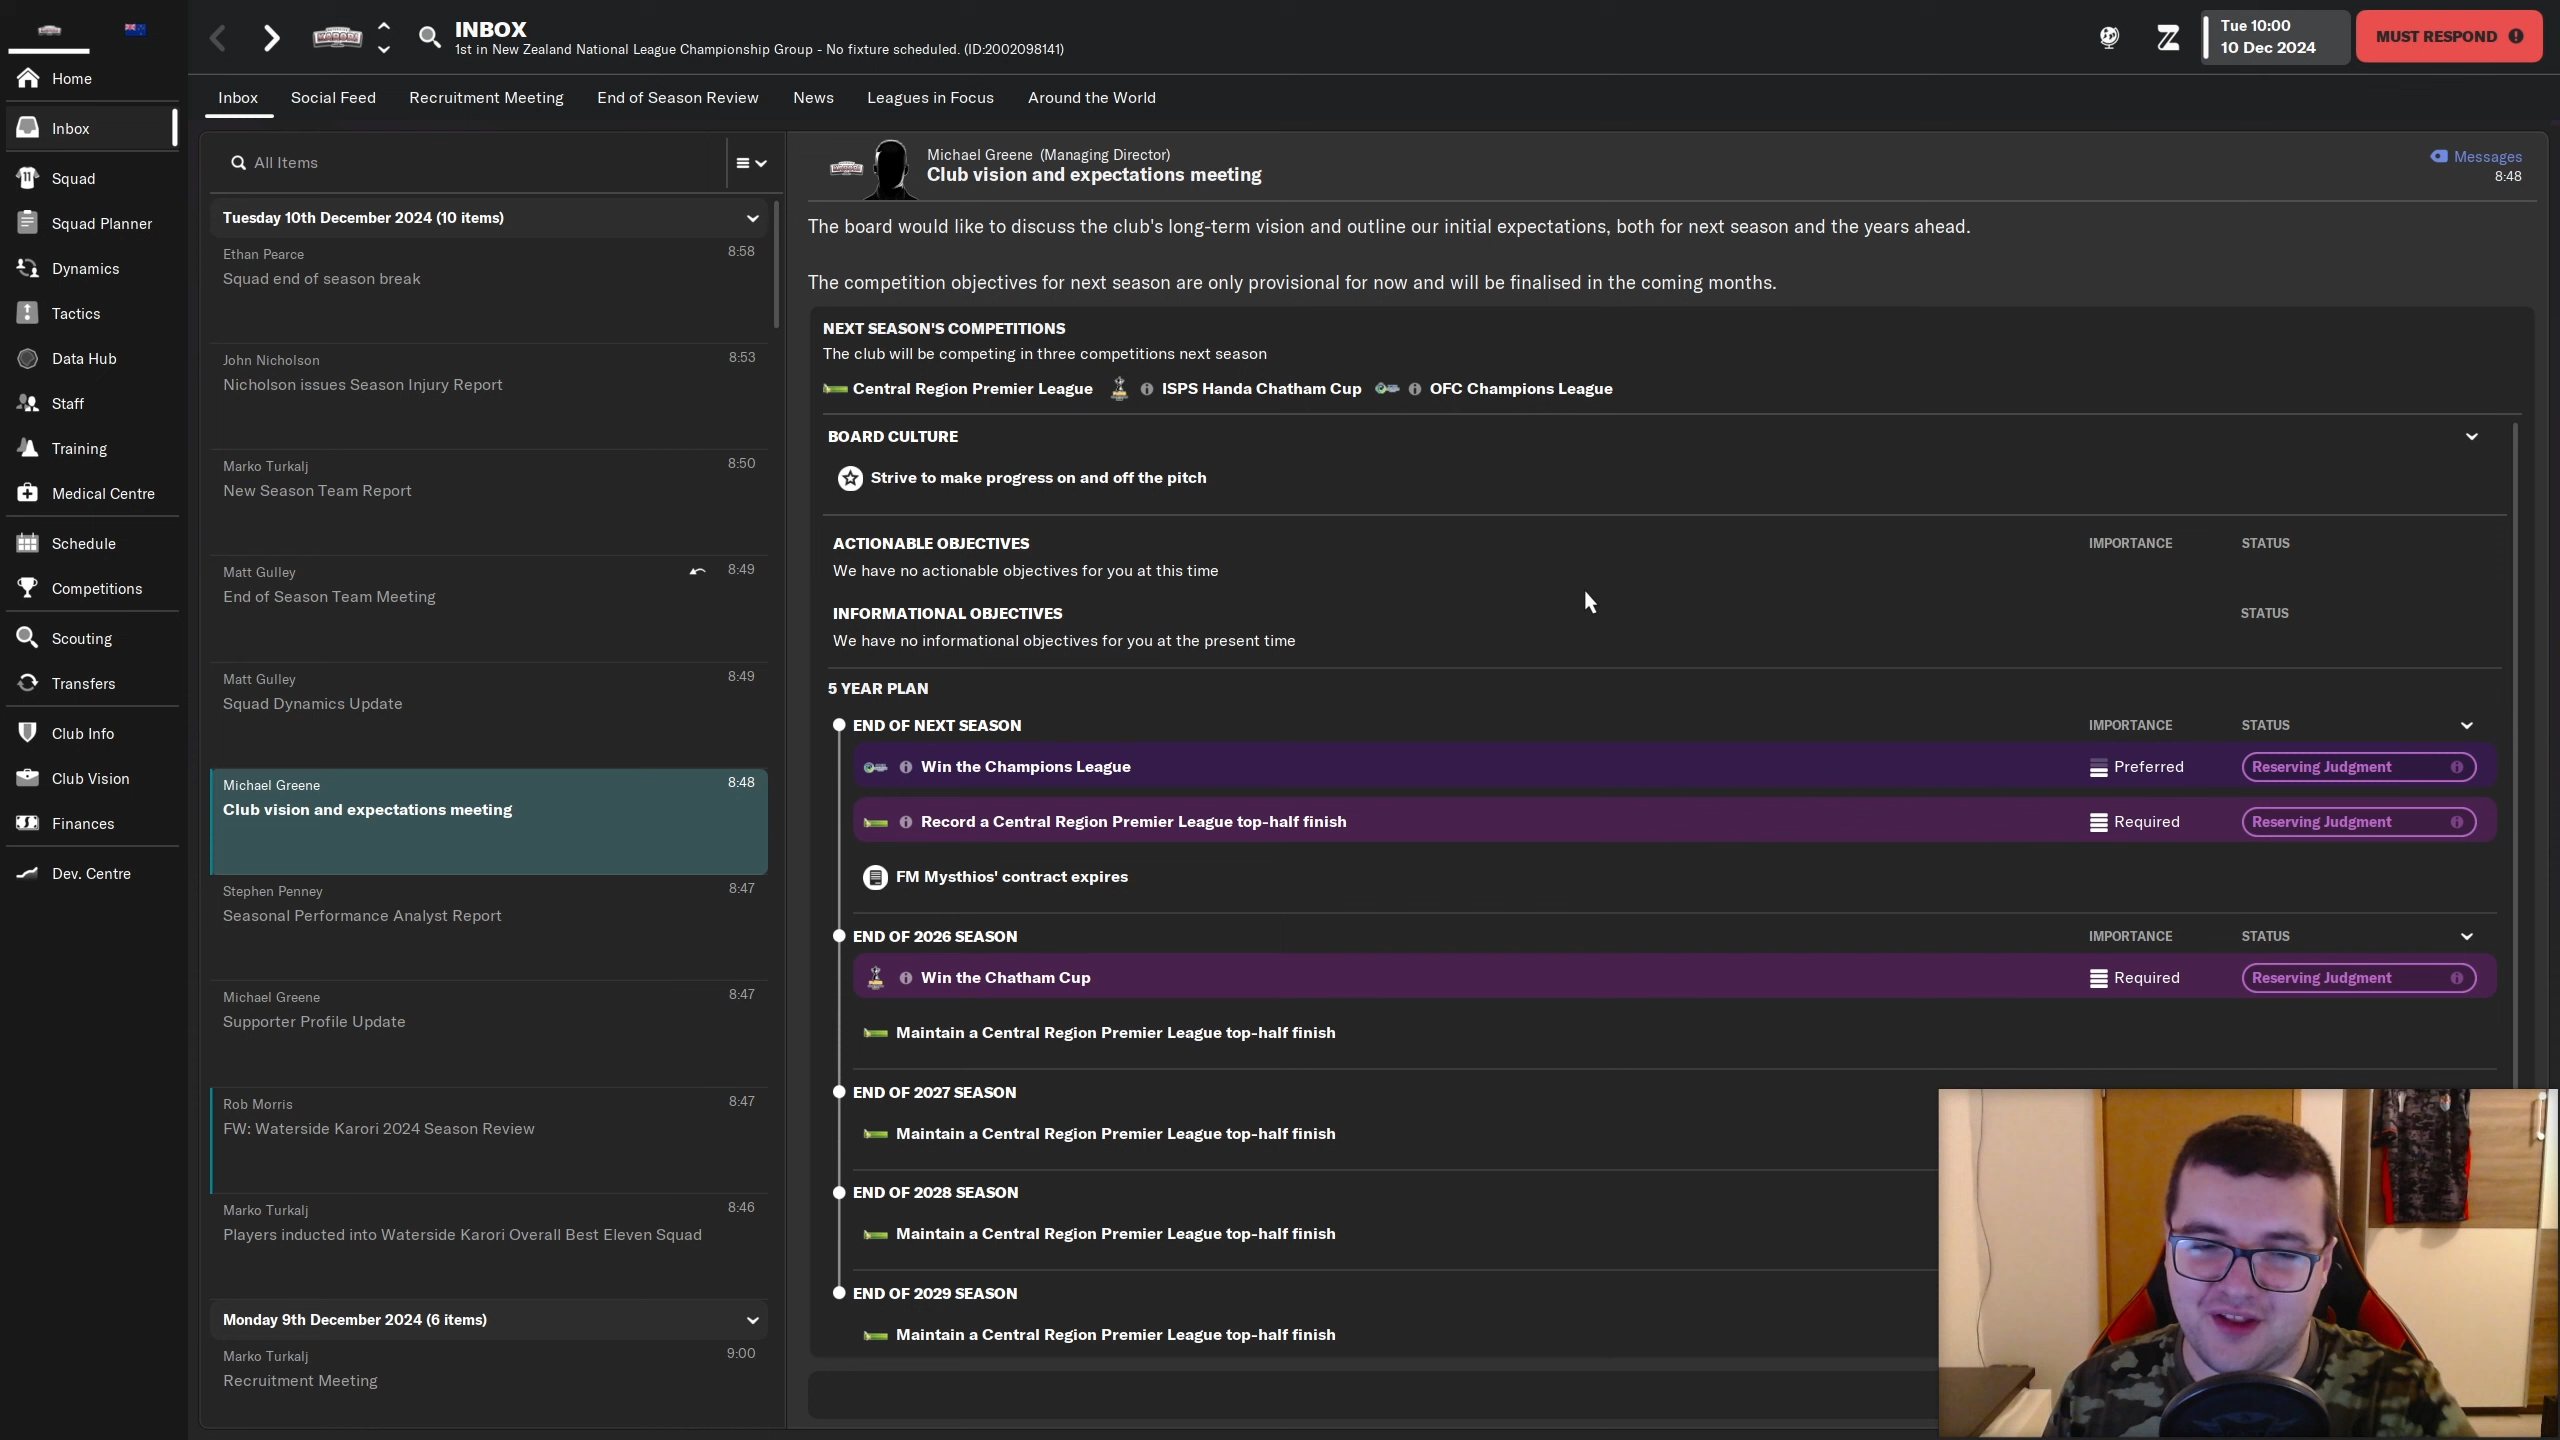 INBOX
1st in New Zealand National League Championship Group - No fixture scheduled. (ID:2002098141)
Tue 10:00
10 Dec 2024
MUST RESPOND
Home
Inbox
Squad
Squad Planner
Dynamics
Tactics
Data Hub
Staff
Training
Medical Centre
Schedule
Competitions
Scouting
Transfers
Club Info
Club Vision
Finances
Dev. Centre
Inbox Social Feed Recruitment Meeting End of Season Review News Leagues in Focus Around the World
All Items
Tuesday 10th December 2024 (10 items)
Ethan Pearce 8:58
Squad end of season break
John Nicholson 8:53
Nicholson issues Season Injury Report
Marko Turkalj 8:50
New Season Team Report
Matt Gulley 8:49
End of Season Team Meeting
Matt Gulley 8:49
Squad Dynamics Update
Michael Greene 8:48
Club vision and expectations meeting
Stephen Penney 8:47
Seasonal Performance Analyst Report
Michael Greene 8:47
Supporter Profile Update
Rob Morris 8:47
FW: Waterside Karori 2024 Season Review
Marko Turkalj 8:46
Players inducted into Waterside Karori Overall Best Eleven Squad
Monday 9th December 2024 (6 items)
Marko Turkalj 9:00
Recruitment Meeting
Michael Greene (Managing Director)
Club vision and expectations meeting
Messages
8:48
The board would like to discuss the club's long-term vision and outline our initial expectations, both for next season and the years ahead.
The competition objectives for next season are only provisional for now and will be finalised in the coming months.
NEXT SEASON'S COMPETITIONS
The club will be competing in three competitions next season
Central Region Premier League ISPS Handa Chatham Cup OFC Champions League
BOARD CULTURE
Strive to make progress on and off the pitch
ACTIONABLE OBJECTIVES IMPORTANCE STATUS
We have no actionable objectives for you at this time
INFORMATIONAL OBJECTIVES STATUS
We have no informational objectives for you at the present time
5 YEAR PLAN
END OF NEXT SEASON IMPORTANCE STATUS
Win the Champions League Preferred Reserving Judgment
Record a Central Region Premier League top-half finish Required Reserving Judgment
FM Mysthios' contract expires
END OF 2026 SEASON IMPORTANCE STATUS
Win the Chatham Cup Required Reserving Judgment
Maintain a Central Region Premier League top-half finish
END OF 2027 SEASON
Maintain a Central Region Premier League top-half finish
END OF 2028 SEASON
Maintain a Central Region Premier League top-half finish
END OF 2029 SEASON
Maintain a Central Region Premier League top-half finish